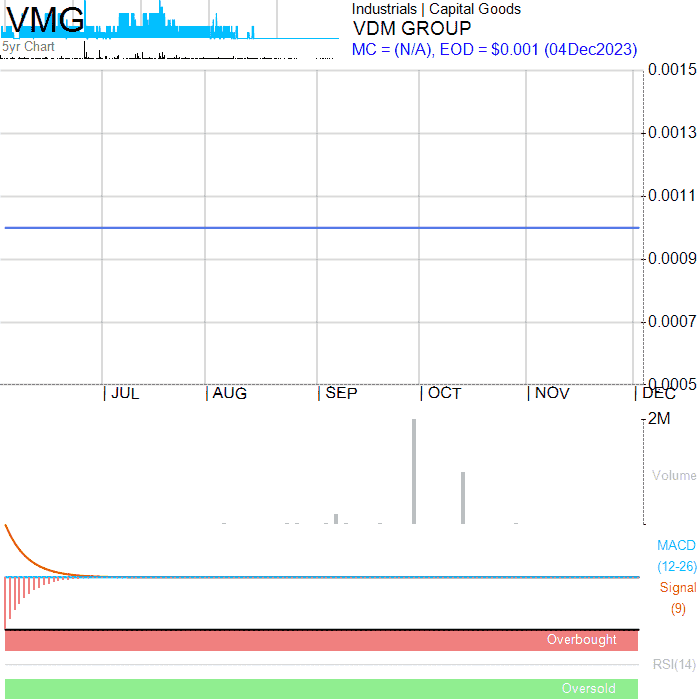 VMG
5yr Chart
Industrials | Capital Goods
VDM GROUP
MC = (N/A), EOD = $0.001 (04Dec2023)
0.0015
0.0013
0.0011
0.0009
0.0007
0.0005
| JUL | AUG | SEP | OCT | NOV | DEC
2M
Volume
MACD
(12-26)
Signal
(9)
Overbought
RSI(14)
Oversold